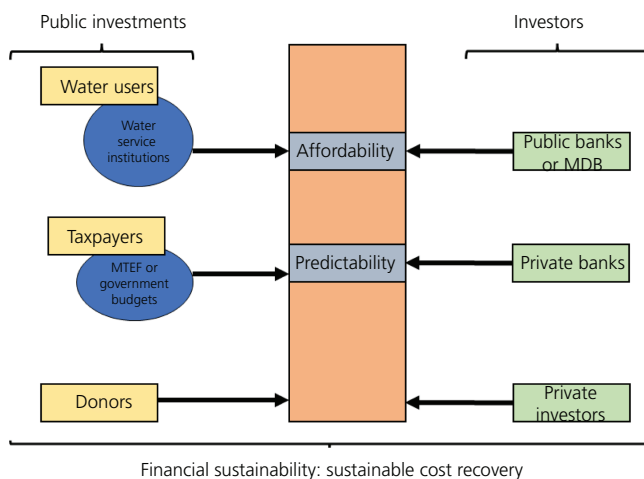 Public investments
Investors
Water users
Water
service
institutions
Affordability
Public banks
or MDB
Taxpayers
MTEF or
government
budgets
Predictability
Private banks
Donors
Private
investors
Financial sustainability: sustainable cost recovery